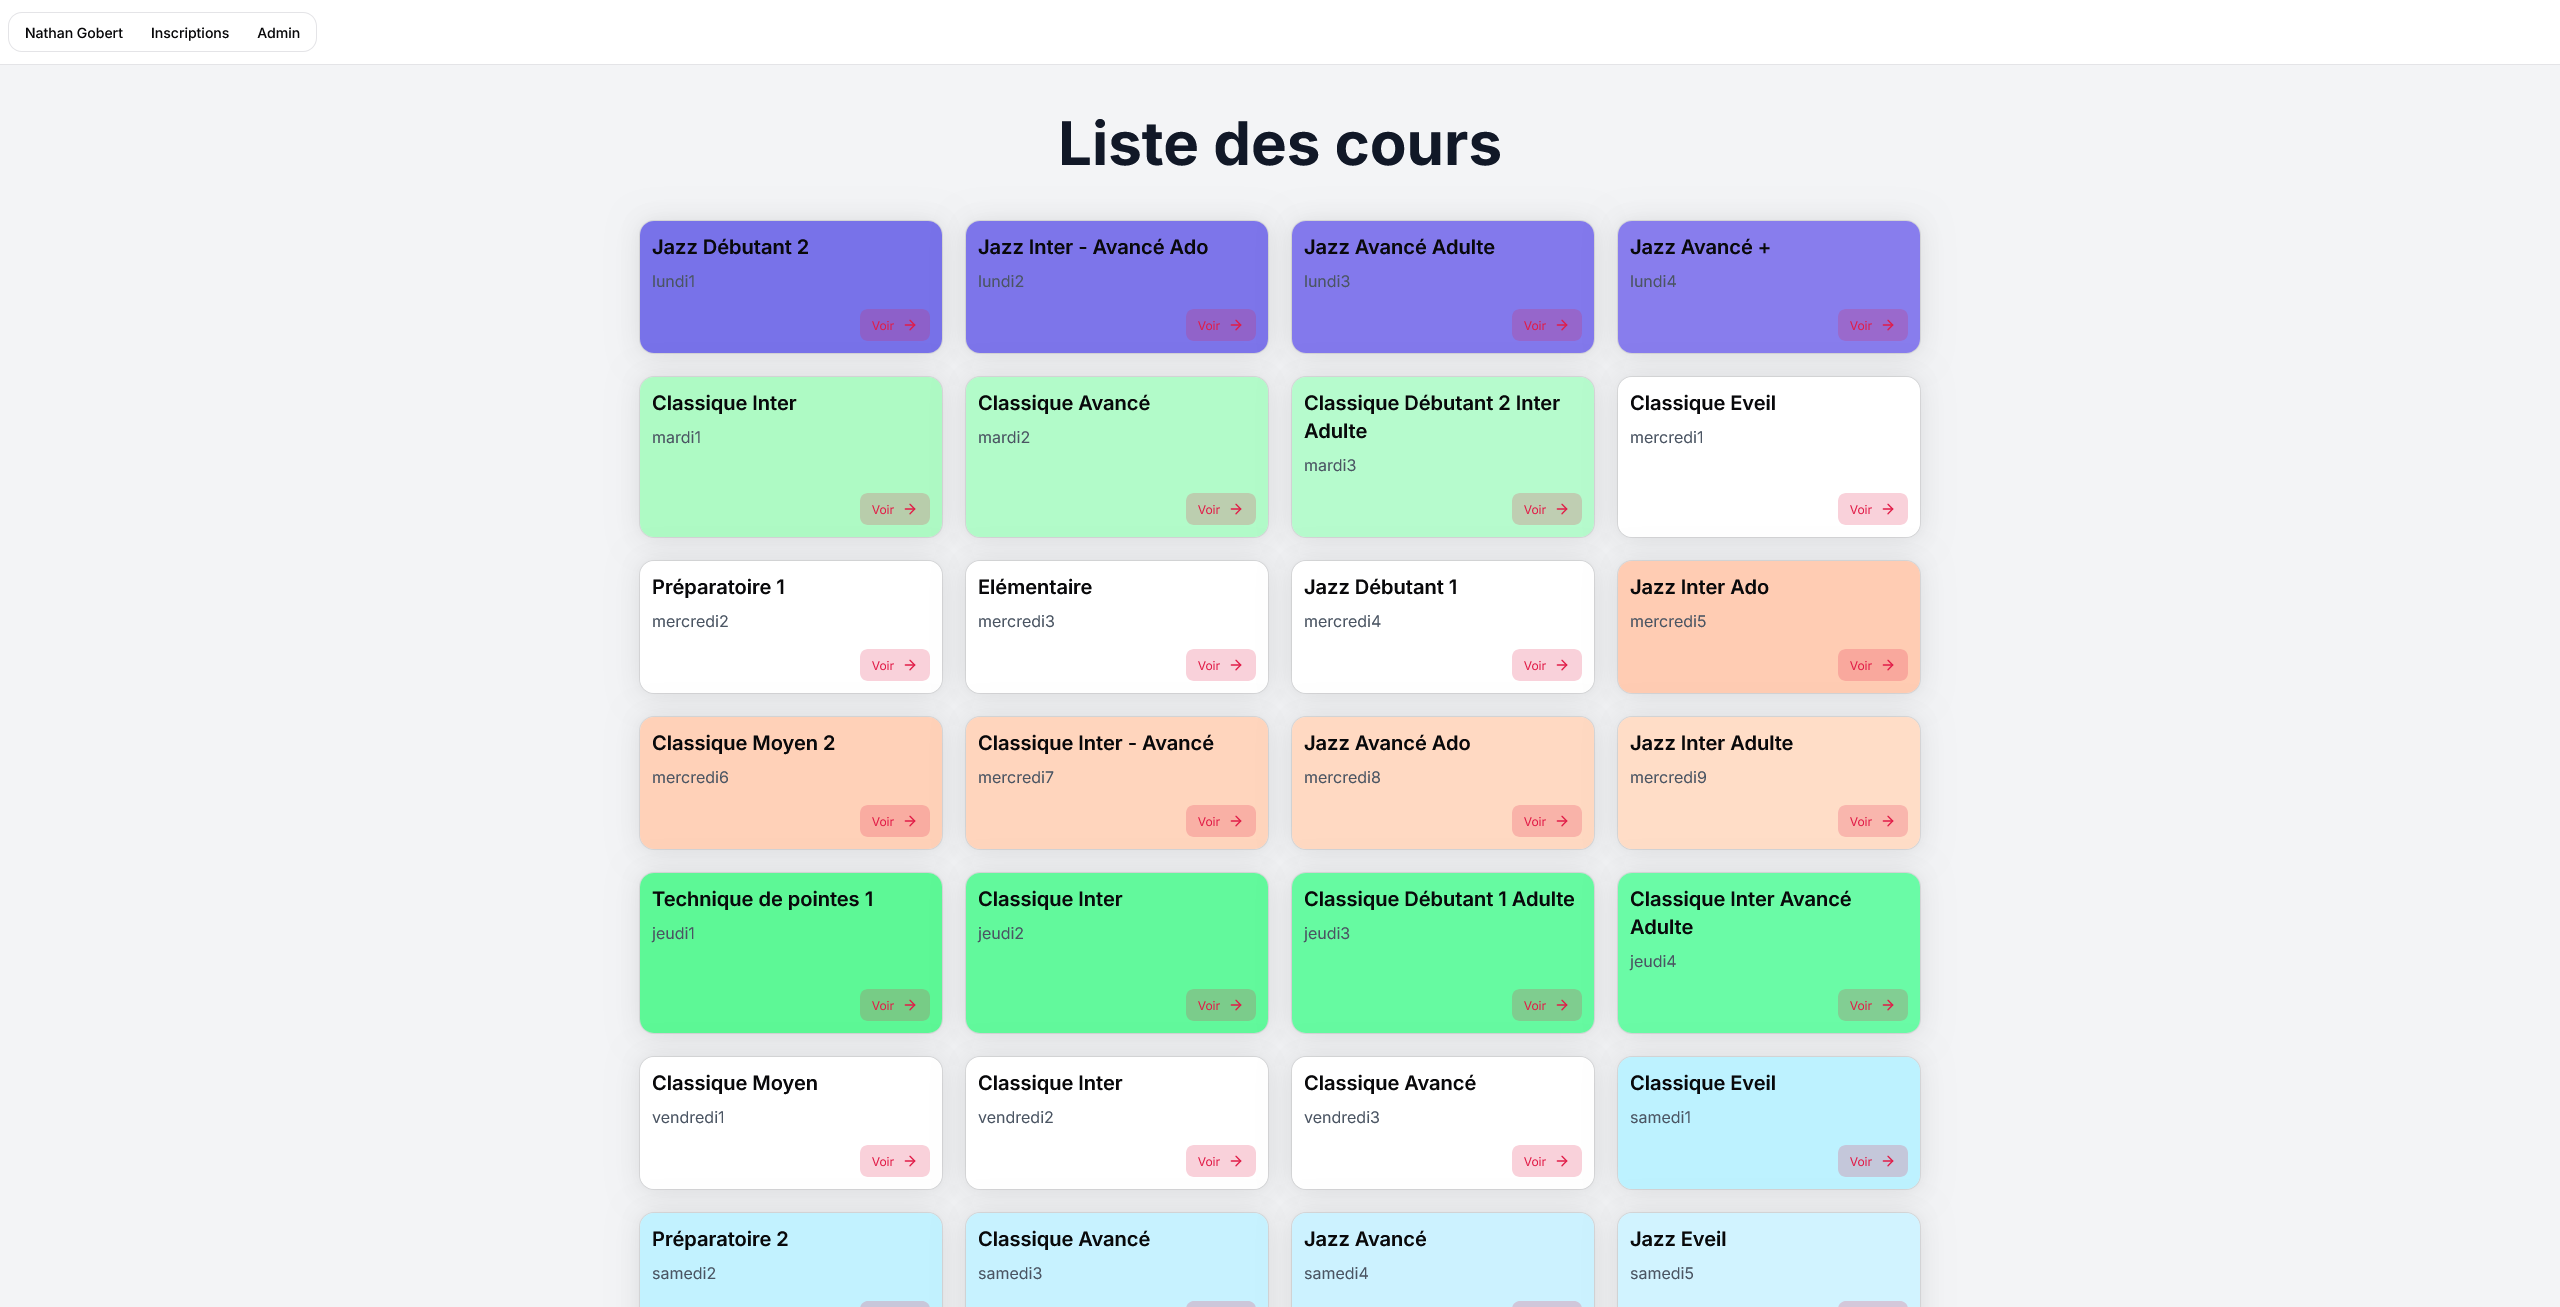 Nathan Gobert Inscriptions Admin
Liste des cours
Jazz Débutant 2
lundi1
Voir
Jazz Inter - Avancé Ado
lundi2
Voir
Jazz Avancé Adulte
lundi3
Voir
Jazz Avancé +
lundi4
Voir
Classique Inter
mardi1
Voir
Classique Avancé
mardi2
Voir
Classique Débutant 2 Inter
Adulte
mardi3
Voir
Classique Eveil
mercredi1
Voir
Préparatoire 1
mercredi2
Voir
Elémentaire
mercredi3
Voir
Jazz Débutant 1
mercredi4
Voir
Jazz Inter Ado
mercredi5
Voir
Classique Moyen 2
mercredi6
Voir
Classique Inter - Avancé
mercredi7
Voir
Jazz Avancé Ado
mercredi8
Voir
Jazz Inter Adulte
mercredi9
Voir
Technique de pointes 1
jeudi1
Voir
Classique Inter
jeudi2
Voir
Classique Débutant 1 Adulte
jeudi3
Voir
Classique Inter Avancé
Adulte
jeudi4
Voir
Classique Moyen
vendredi1
Voir
Classique Inter
vendredi2
Voir
Classique Avancé
vendredi3
Voir
Classique Eveil
samedi1
Voir
Préparatoire 2
samedi2
Classique Avancé
samedi3
Jazz Avancé
samedi4
Jazz Eveil
samedi5